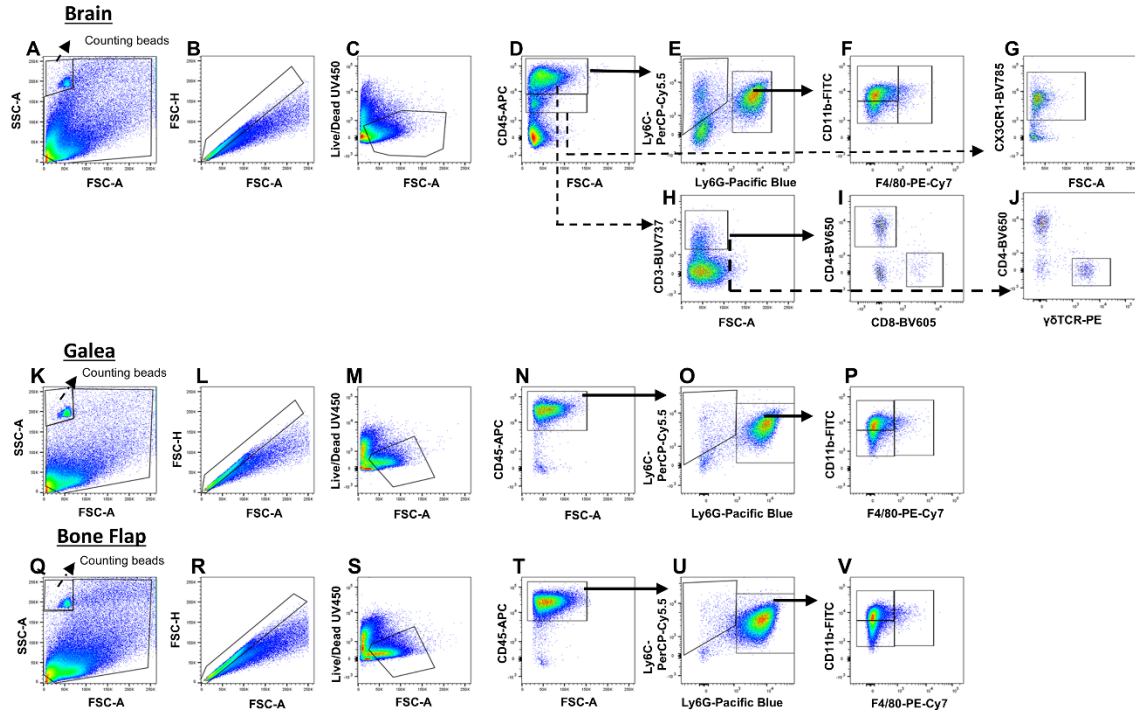 Brain
A
Counting beads
B
C
D
E
F
G
SSC-A
FSC-H
Live/Dead UV450
CD45-APC
Ly6C-
PerCP-Cy5.5
CD11b-FITC
CX3CR1-BV785
FSC-A
FSC-A
FSC-A
FSC-A
Ly6G-Pacific Blue
F4/80-PE-Cy7
FSC-A
H
I
J
CD3-BUV737
CD4-BV650
CD4-BV650
FSC-A
CD8-BV605
γδTCR-PE
Galea
K
Counting beads
L
M
N
O
P
SSC-A
FSC-H
Live/Dead UV450
CD45-APC
Ly6C-
PerCP-Cy5.5
CD11b-FITC
FSC-A
FSC-A
FSC-A
FSC-A
Ly6G-Pacific Blue
F4/80-PE-Cy7
Bone Flap
Q
Counting beads
R
S
T
U
V
SSC-A
FSC-H
Live/Dead UV450
CD45-APC
Ly6C-
PerCP-Cy5.5
CD11b-FITC
FSC-A
FSC-A
FSC-A
FSC-A
Ly6G-Pacific Blue
F4/80-PE-Cy7